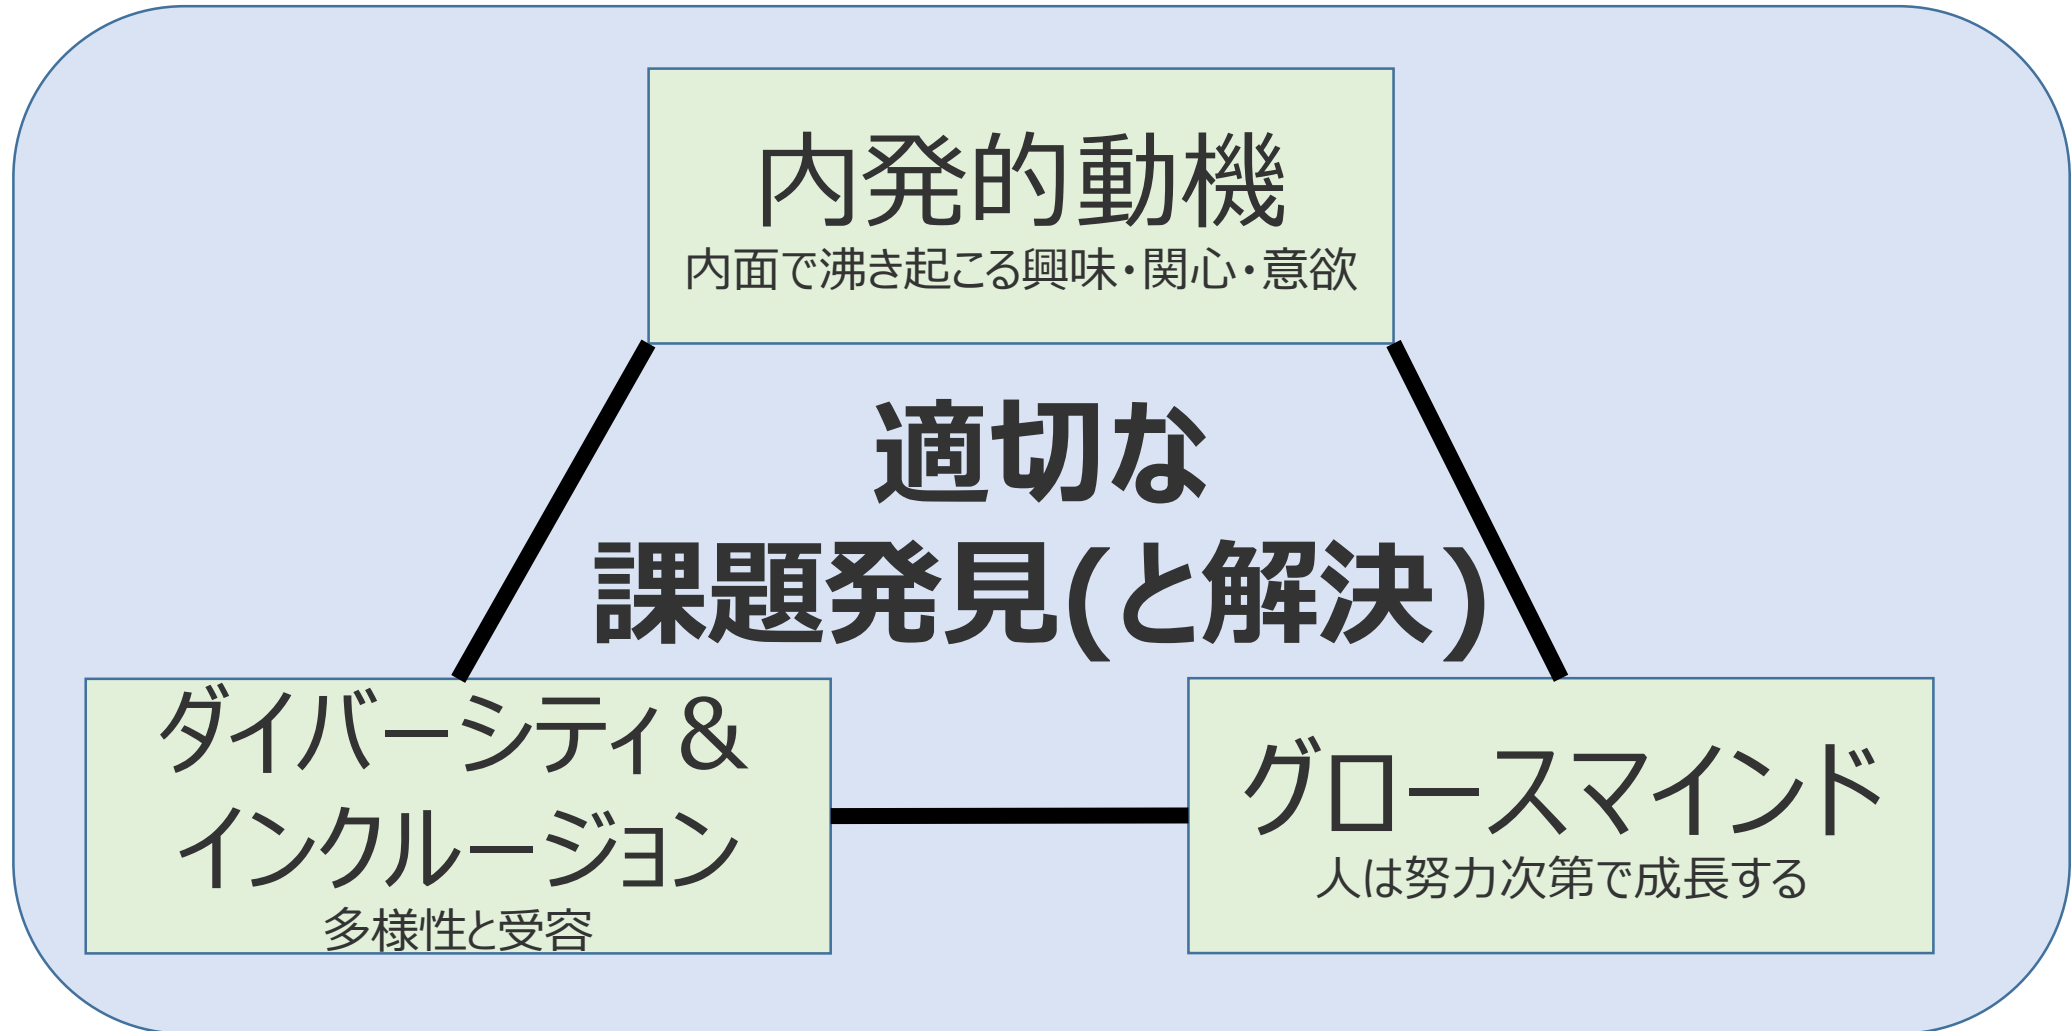 内発的動機
内面で沸き起こる興味・関心・意欲
適切な
課題発見(と解決)
ダイバーシティ＆
インクルージョン
多様性と受容
グロースマインド
人は努力次第で成長する